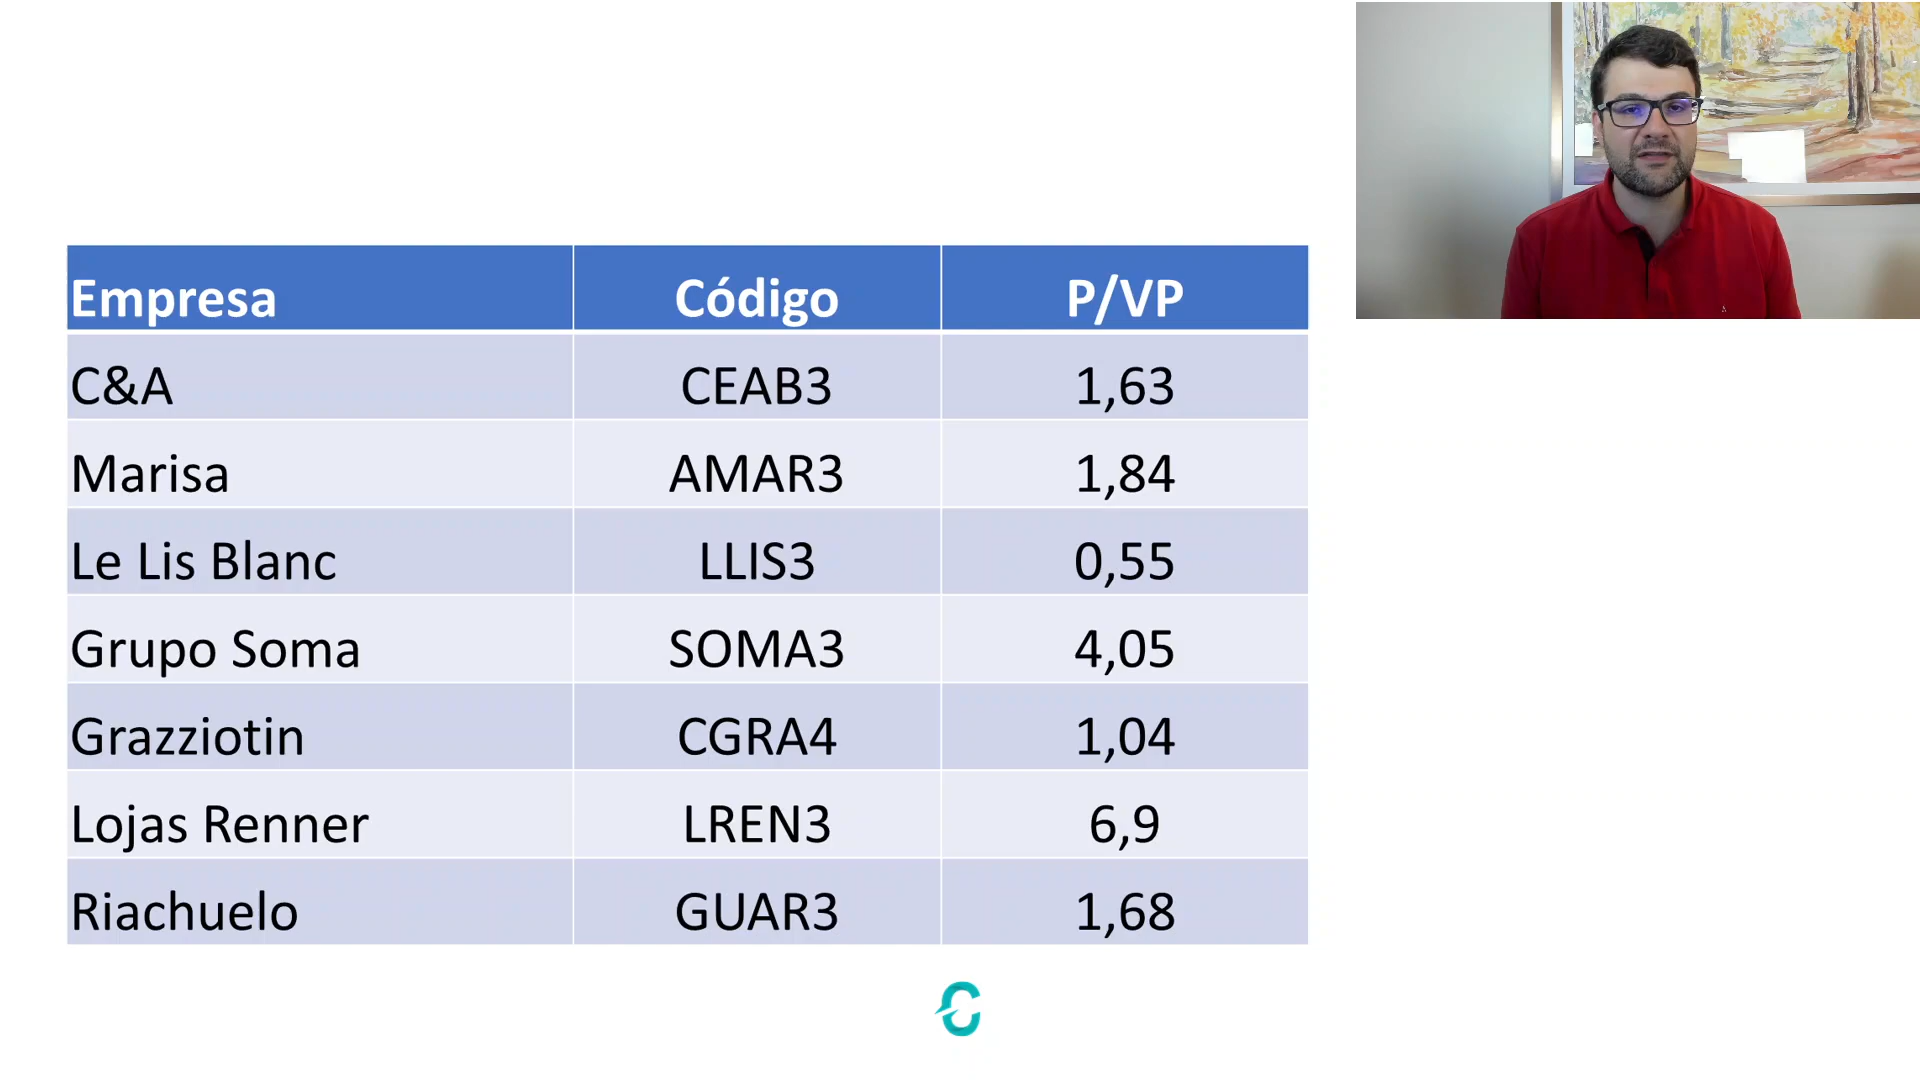 Empresa Código P/VP
C&A CEAB3 1,63
Marisa AMAR3 1,84
Le Lis Blanc LLIS3 0,55
Grupo Soma SOMA3 4,05
Grazziotin CGRA4 1,04
Lojas Renner LREN3 6,9
Riachuelo GUAR3 1,68